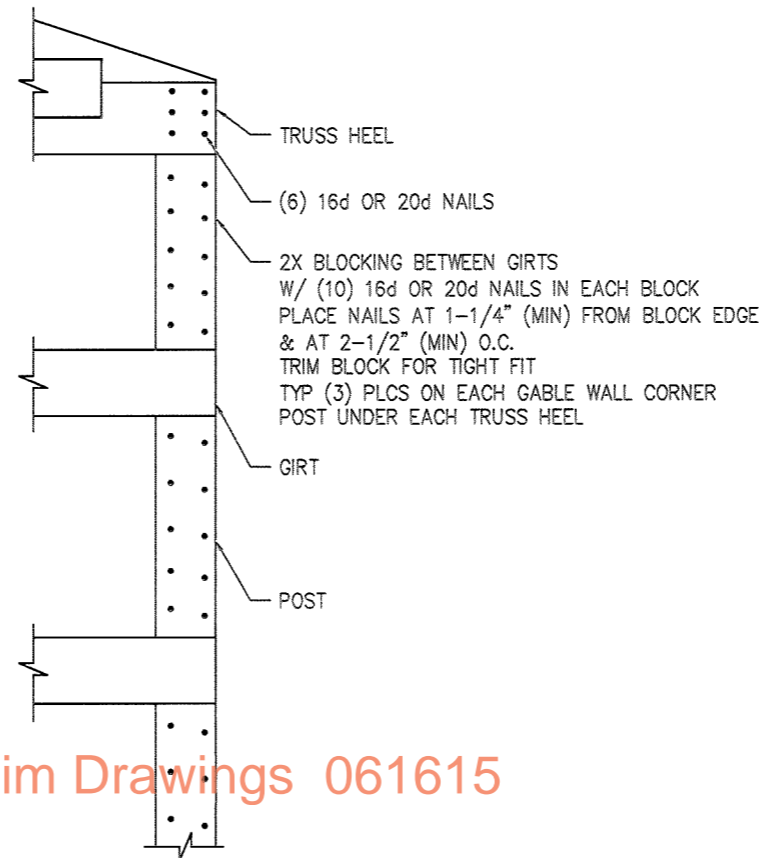 TRUSS HEEL
(6) 16d OR 20d NAILS
2X BLOCKING BETWEEN GIRTS
W/ (10) 16d OR 20d NAILS IN EACH BLOCK
PLACE NAILS AT 1-1/4" (MIN) FROM BLOCK EDGE
& AT 2-1/2" (MIN) O.C.
TRIM BLOCK FOR TIGHT FIT
TYP (3) PLCS ON EACH GABLE WALL CORNER
POST UNDER EACH TRUSS HEEL
GIRT
POST
im Drawings 061615